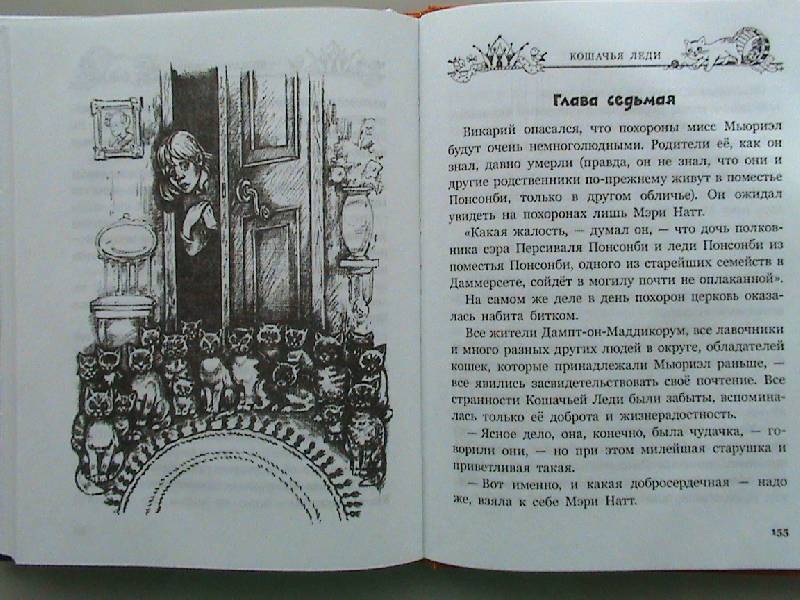 КОШАЧЬЯ ЛЕДИ
Глава седьмая
Викарий опасался, что похороны мисс Мьюриэл
будут очень немноголюдными. Родители её, как он
знал, давно умерли (правда, он не знал, что они и
другие родственники по-прежнему живут в поместье
Понсонби, только в другом обличье). Он ожидал
увидеть на похоронах лишь Мэри Натт.
«Какая жалость, — думал он, — что дочь полков-
ника сэра Персиваля Понсонби и леди Понсонби из
поместья Понсонби, одного из старейших семейств в
Даммерсете, сойдёт в могилу почти не оплаканной».
На самом же деле в день похорон церковь оказа-
лась набита битком.
Все жители Дампт-он-Маддикорум, все лавочники
и много разных других людей в округе, обладателей
кошек, которые принадлежали Мьюриэл раньше, —
все явились засвидетельствовать своё почтение. Все
странности Кошачьей Леди были забыты, вспомина-
лась только её доброта и жизнерадостность.
— Ясное дело, она, конечно, была чудачка, — го-
ворили они, — но при этом милейшая старушка и
приветливая такая.
— Вот именно, и какая добросердечная — надо
же, взяла к себе Мэри Натт.
155